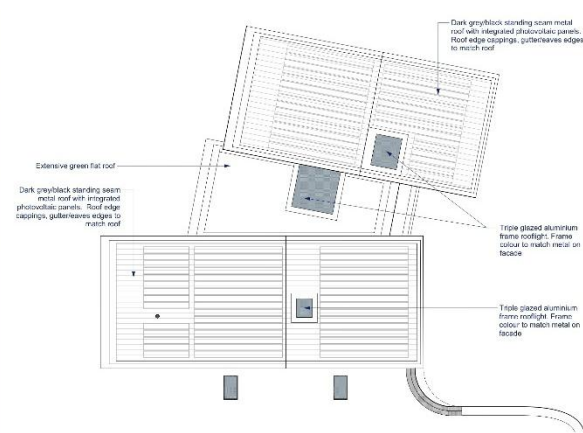 Dark grey/black standing seam metal
roof with integrated photovoltaic panels.
Roof edge cappings, gutter/eaves edges
to match roof
Extensive green flat roof
Dark grey/black standing seam
metal roof with integrated
photovoltaic panels. Roof edge
cappings, gutter/eaves edges to
match roof
Triple glazed aluminium
frame rooflight. Frame
colour to match metal on
facade
Triple glazed aluminium
frame rooflight. Frame
colour to match metal on
facade